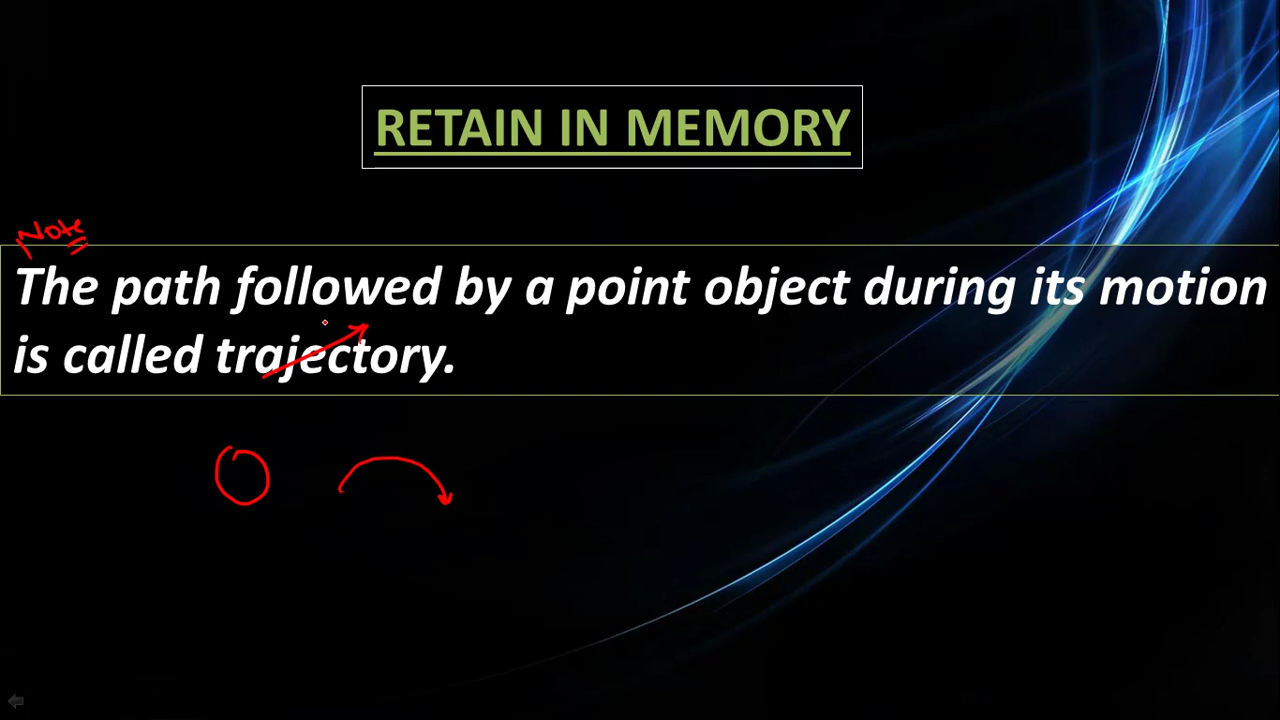 RETAIN IN MEMORY
Note
The path followed by a point object during its motion
is called trajectory.